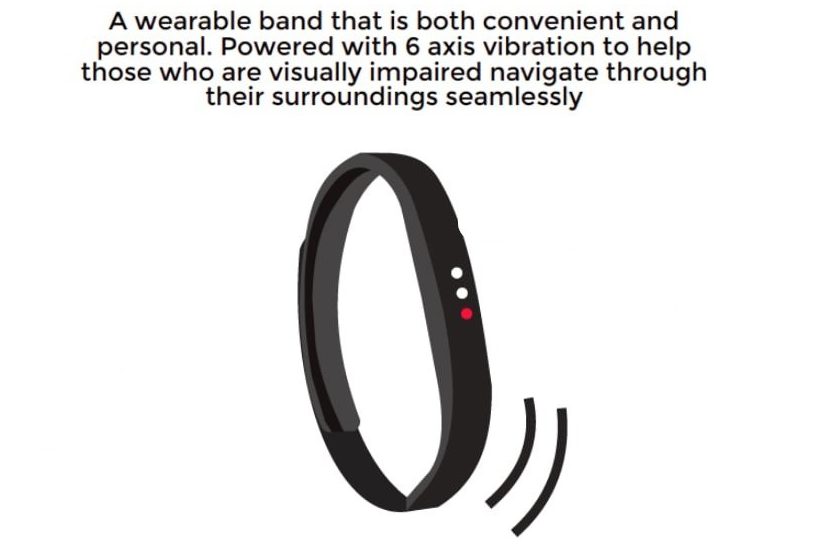 A wearable band that is both convenient and
personal. Powered with 6 axis vibration to help
those who are visually impaired navigate through
their surroundings seamlessly